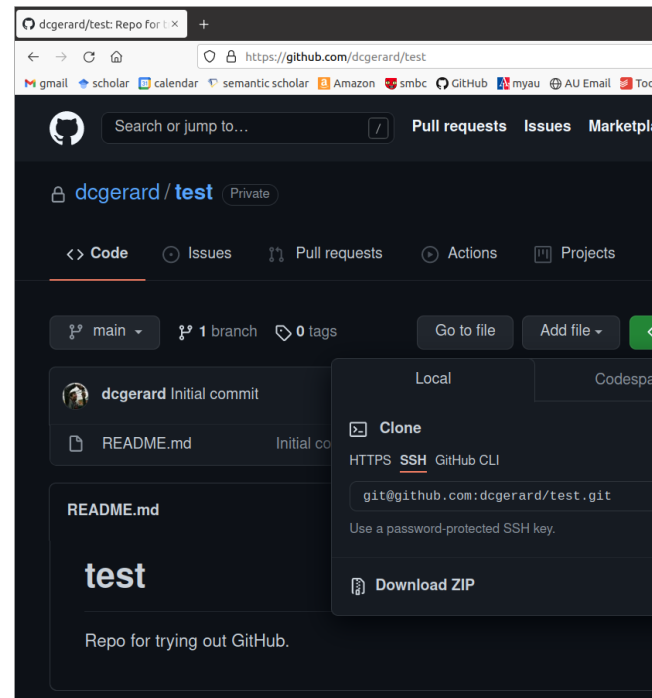 dcgerard/test: Repo for t
https://github.com/dcgerard/test
gmail scholar calendar semantic scholar Amazon smbc GitHub myau AU Email
Search or jump to... / Pull requests Issues
dcgerard / test Private
Code Issues Pull requests Actions Projects
main 1 branch 0 tags Go to file Add file
Local
dcgerard Initial commit
Clone
README.md Initial
HTTPS SSH GitHub CLI
git@github.com:dcgerard/test.git
README.md
Use a password-protected SSH key.
test
Download ZIP
Repo for trying out GitHub.